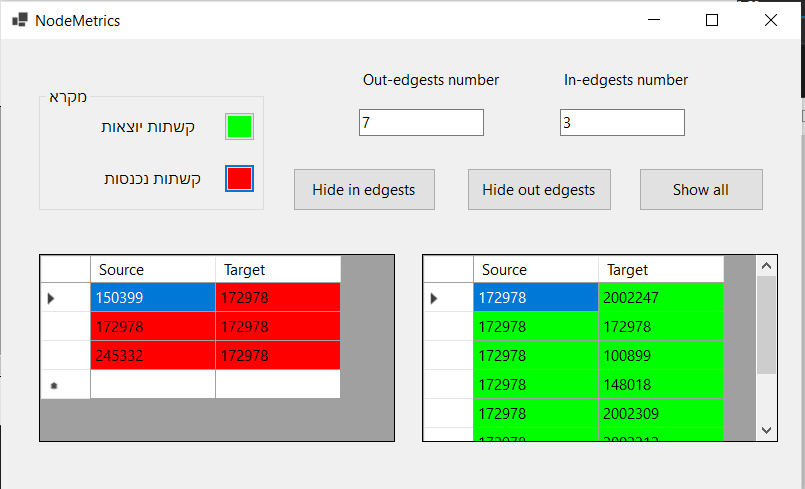 NodeMetrics
Out-edgests number
In-edgests number
מקרא
קשתות יוצאות
7
3
קשתות נכנסות
Hide in edgests
Hide out edgests
Show all
Source Target
150399 172978
172978 172978
245332 172978
Source Target
172978 2002247
172978 172978
172978 100899
172978 148018
172978 2002309
172978